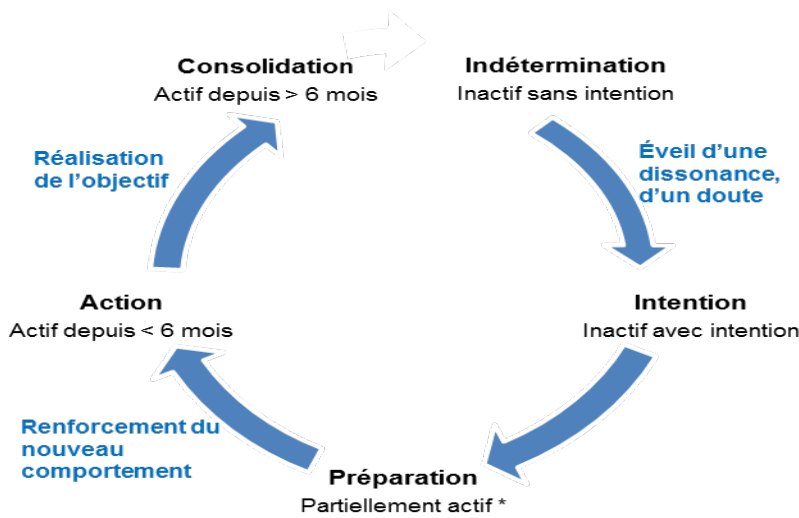 Consolidation
Actif depuis > 6 mois
Indétermination
Inactif sans intention
Éveil d'une
dissonance,
d'un doute
Intention
Inactif avec intention
Préparation
Partiellement actif *
Renforcement du
nouveau
comportement
Action
Actif depuis < 6 mois
Réalisation
de l'objectif